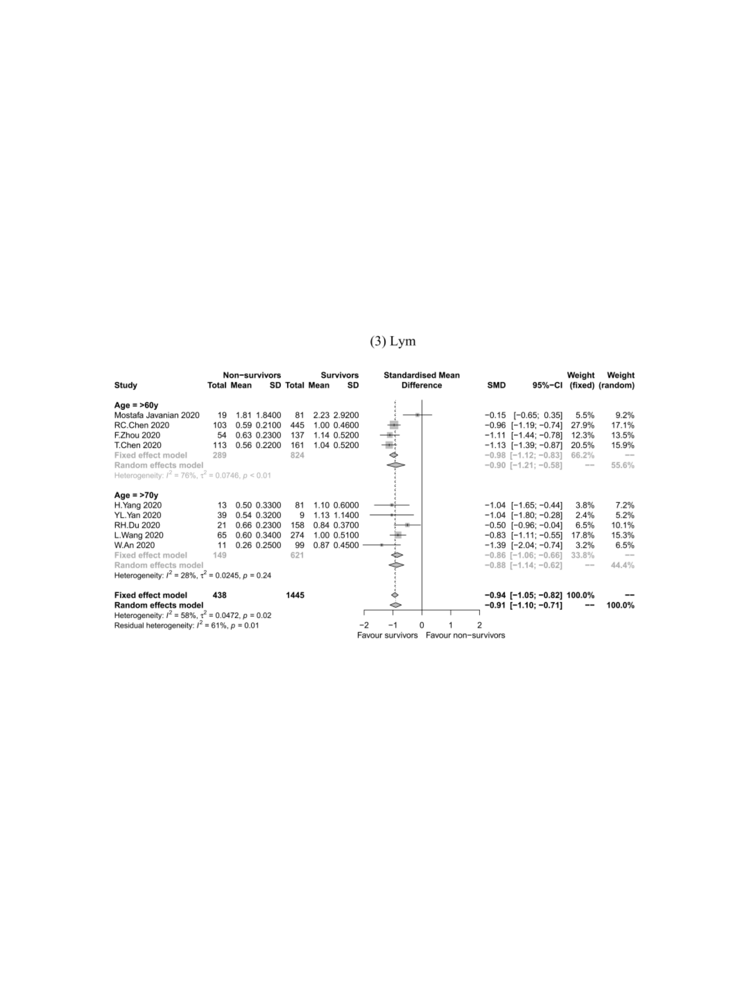 (3) Lym
Non−survivors Survivors Standardised Mean Weight Weight
Study Total Mean SD Total Mean SD Difference SMD 95%−CI (fixed) (random)
Age = >60y
Mostafa Javanian 2020 19 1.81 1.8400 81 2.23 2.9200 −0.15 [−0.65; 0.35] 5.5% 9.2%
RC.Chen 2020 103 0.59 0.2100 445 1.00 0.4600 −0.96 [−1.19; −0.74] 27.9% 17.1%
F.Zhou 2020 54 0.63 0.2300 137 1.14 0.5200 −1.11 [−1.44; −0.78] 12.3% 13.5%
T.Chen 2020 113 0.56 0.2200 161 1.04 0.5200 −1.13 [−1.39; −0.87] 20.5% 15.9%
Fixed effect model 289 824 −0.98 [−1.12; −0.83] 66.2% −−
Random effects model −0.90 [−1.21; −0.58] −− 55.6%
Heterogeneity: I² = 76%, τ² = 0.0746, p < 0.01
Age = >70y
H.Yang 2020 13 0.50 0.3300 81 1.10 0.6000 −1.04 [−1.65; −0.44] 3.8% 7.2%
YL.Yan 2020 39 0.54 0.3200 9 1.13 1.1400 −1.04 [−1.80; −0.28] 2.4% 5.2%
RH.Du 2020 21 0.66 0.2300 158 0.84 0.3700 −0.50 [−0.96; −0.04] 6.5% 10.1%
L.Wang 2020 65 0.60 0.3400 274 1.00 0.5100 −0.83 [−1.11; −0.55] 17.8% 15.3%
W.An 2020 11 0.26 0.2500 99 0.87 0.4500 −1.39 [−2.04; −0.74] 3.2% 6.5%
Fixed effect model 149 621 −0.86 [−1.06; −0.66] 33.8% −−
Random effects model −0.88 [−1.14; −0.62] −− 44.4%
Heterogeneity: I² = 28%, τ² = 0.0245, p = 0.24
Fixed effect model 438 1445 −0.94 [−1.05; −0.82] 100.0% −−
Random effects model −0.91 [−1.10; −0.71] −− 100.0%
Heterogeneity: I² = 58%, τ² = 0.0472, p = 0.02
Residual heterogeneity: I² = 61%, p = 0.01
−2 −1 0 1 2
Favour survivors Favour non−survivors